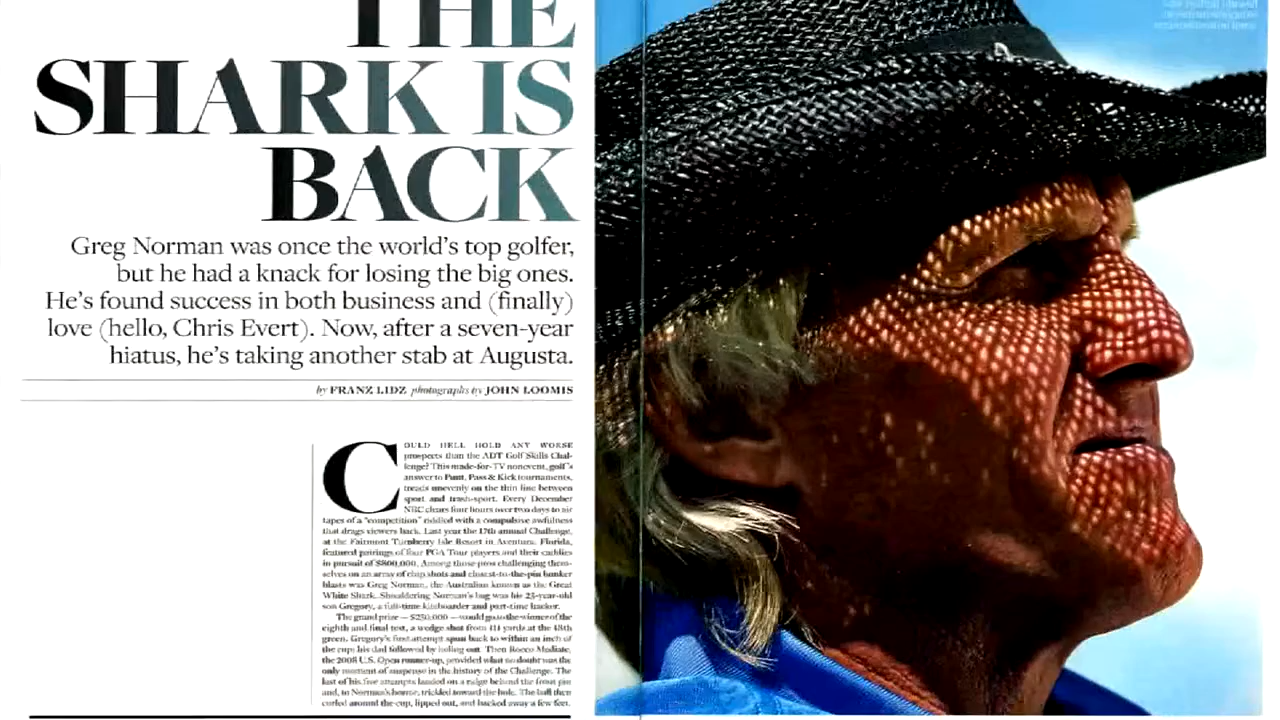 THE
SHARK IS
BACK
Greg Norman was once the world's top golfer,
but he had a knack for losing the big ones.
He's found success in both business and (finally)
love (hello, Chris Evert). Now, after a seven-year
hiatus, he's taking another stab at Augusta.
by FRANZ LIDZ photographs by JOHN LOOMIS
COULD HELL HOLD ANY WORSE
prospects than the ADT Golf Skills Chal-
lenge? This made-for-TV nonevent, golf's
answer to Punt, Pass & Kick tournaments,
treads unevenly on the thin line between
sport and trash-sport. Every December
NBC clears four hours over two days to air
tapes of a "competition" riddled with a compulsive awfulness
that drags viewers back. Last year the 17th annual Challenge,
at the Fairmont Turnberry Isle Resort in Aventura, Florida,
featured pairings of four PGA Tour players and their caddies
in pursuit of $800,000. Among those pros challenging them-
selves on an array of chip shots and closest-to-the-pin bunker
blasts was Greg Norman, the Australian known as the Great
White Shark. Shouldering Norman's bag was his 23-year-old
son Gregory, a full-time kiteboarder and part-time hacker.
The grand prize — $250,000 — would go to the winner of the
eighth and final test, a wedge shot from 111 yards at the 18th
green. Gregory's first attempt spun back to within an inch of
the cup; his dad followed by holing out. Then Rocco Mediate,
the 2008 U.S. Open runner-up, provided what no doubt was the
only moment of suspense in the history of the Challenge. The
last of his five attempts landed on a ridge behind the front pin
and, to Norman's horror, trickled toward the hole. The ball then
curled around the cup, lipped out, and backed away a few feet.